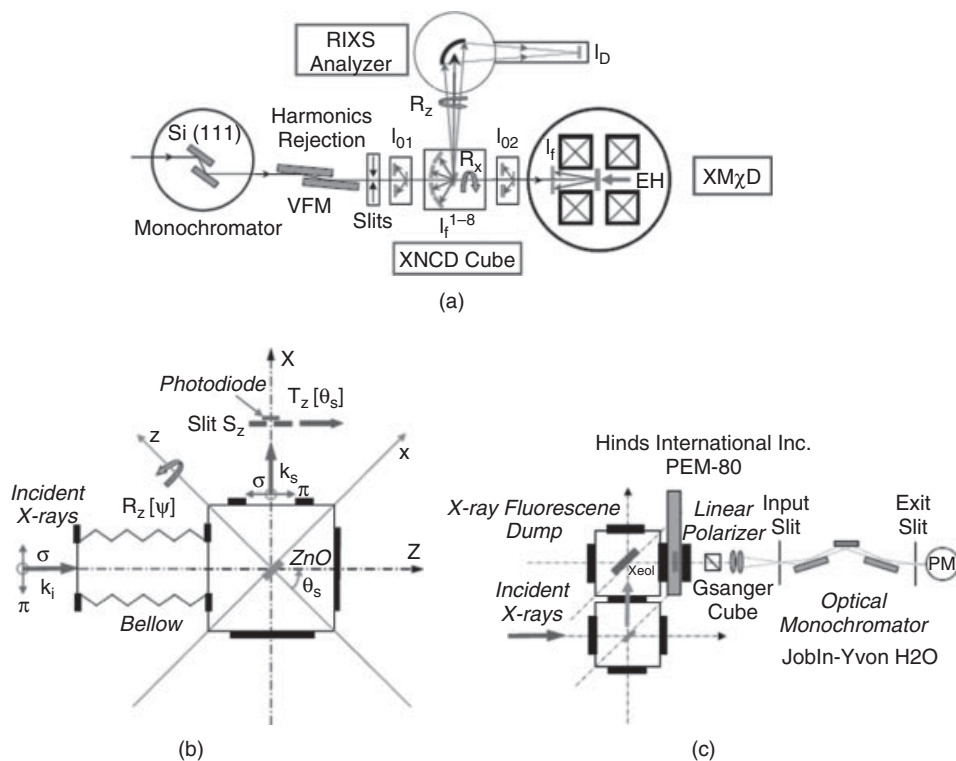 RIXS
Analyzer
I_D
R_z
Harmonics
Rejection
Si (111)
I_01
I_02
I_f
R_x
EH
XMχD
VFM
Slits
Monochromator
I_f^1–8
XNCD Cube
(a)
X
Photodiode
T_z [θ_s]
Slit S_z
z
x
k_s
σ
π
Incident
X-rays
R_z [ψ]
σ
ZnO
Z
k_i
θ_s
π
Bellow
(b)
Hinds International Inc.
PEM-80
X-ray Fluorescene
Dump
Linear
Polarizer
Input
Slit
Exit
Slit
Xeol
PM
Gsanger
Cube
Incident
X-rays
Optical
Monochromator
JobIn-Yvon H2O
(c)